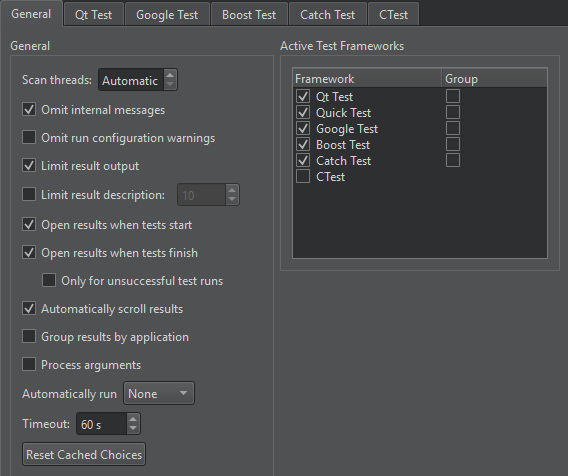 General Qt Test Google Test Boost Test Catch Test CTest
General
Scan threads: Automatic
Omit internal messages
Omit run configuration warnings
Limit result output
Limit result description: 10
Open results when tests start
Open results when tests finish
Only for unsuccessful test runs
Automatically scroll results
Group results by application
Process arguments
Automatically run None
Timeout: 60 s
Reset Cached Choices
Active Test Frameworks
Framework Group
Qt Test
Quick Test
Google Test
Boost Test
Catch Test
CTest